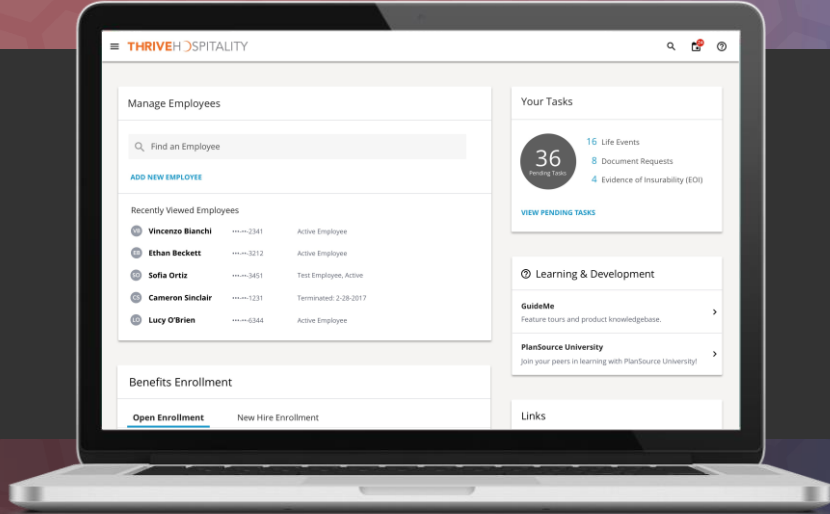 THRIVEHOSPITALITY
Manage Employees
Find an Employee
ADD NEW EMPLOYEE
Recently Viewed Employees
VB Vincenzo Bianchi •••-••-2341 Active Employee
EB Ethan Beckett •••-••-3212 Active Employee
SO Sofia Ortiz •••-••-3451 Test Employee, Active
CS Cameron Sinclair •••-••-1231 Terminated: 2-28-2017
LO Lucy O'Brien •••-••-6344 Active Employee
Benefits Enrollment
Open Enrollment New Hire Enrollment
Your Tasks
36
Pending Tasks
16 Life Events
8 Document Requests
4 Evidence of Insurability (EOI)
VIEW PENDING TASKS
Learning & Development
GuideMe
Feature tours and product knowledgebase.
PlanSource University
Join your peers in learning with PlanSource University!
Links